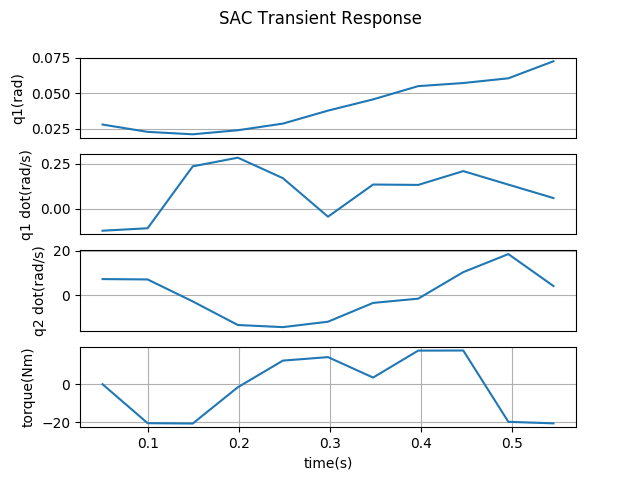 SAC Transient Response
0.075
0.050
0.025
q1(rad)
0.25
0.00
q1 dot(rad/s)
20
0
q2 dot(rad/s)
0
−20
torque(Nm)
0.1 0.2 0.3 0.4 0.5
time(s)